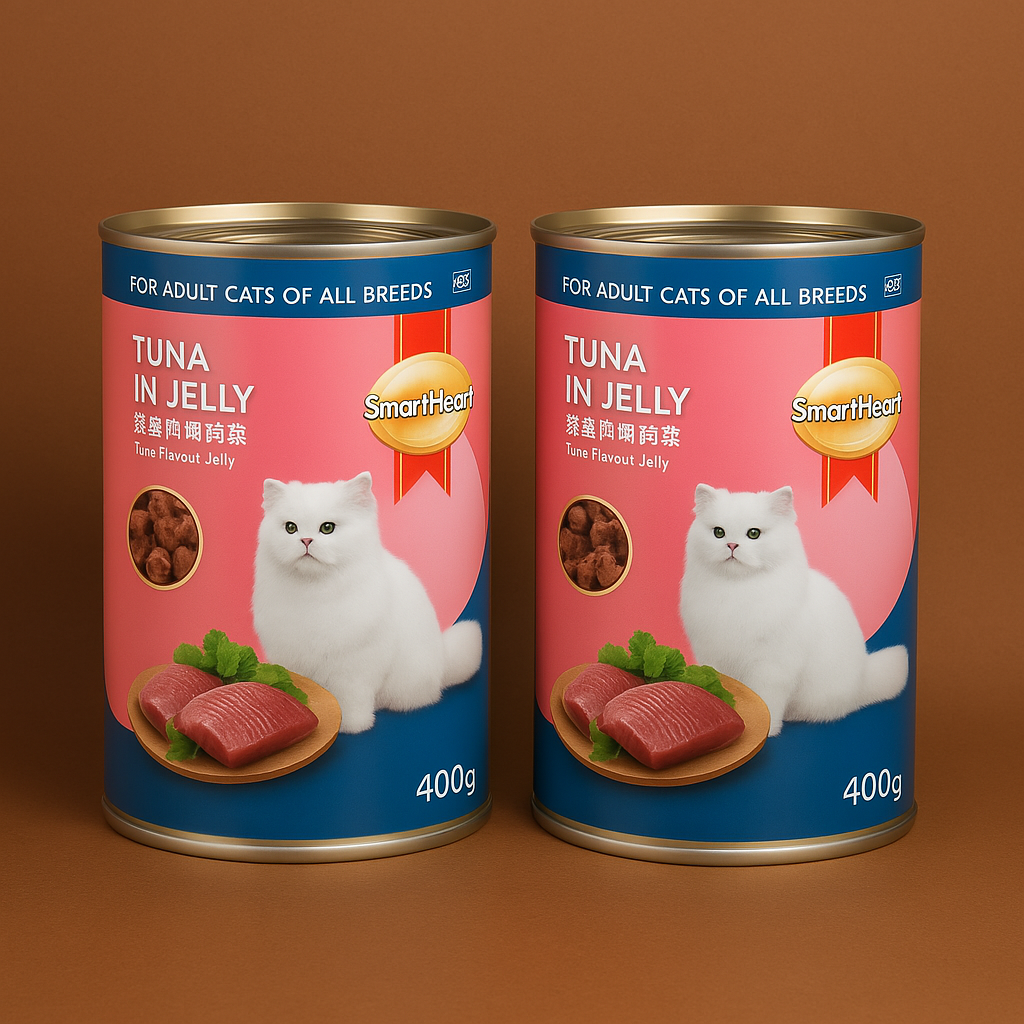 FOR ADULT CATS OF ALL BREEDS
TUNA
IN JELLY
Tune Flavout Jelly
SmartHeart
400g
FOR ADULT CATS OF ALL BREEDS
TUNA
IN JELLY
Tune Flavout Jelly
SmartHeart
400g